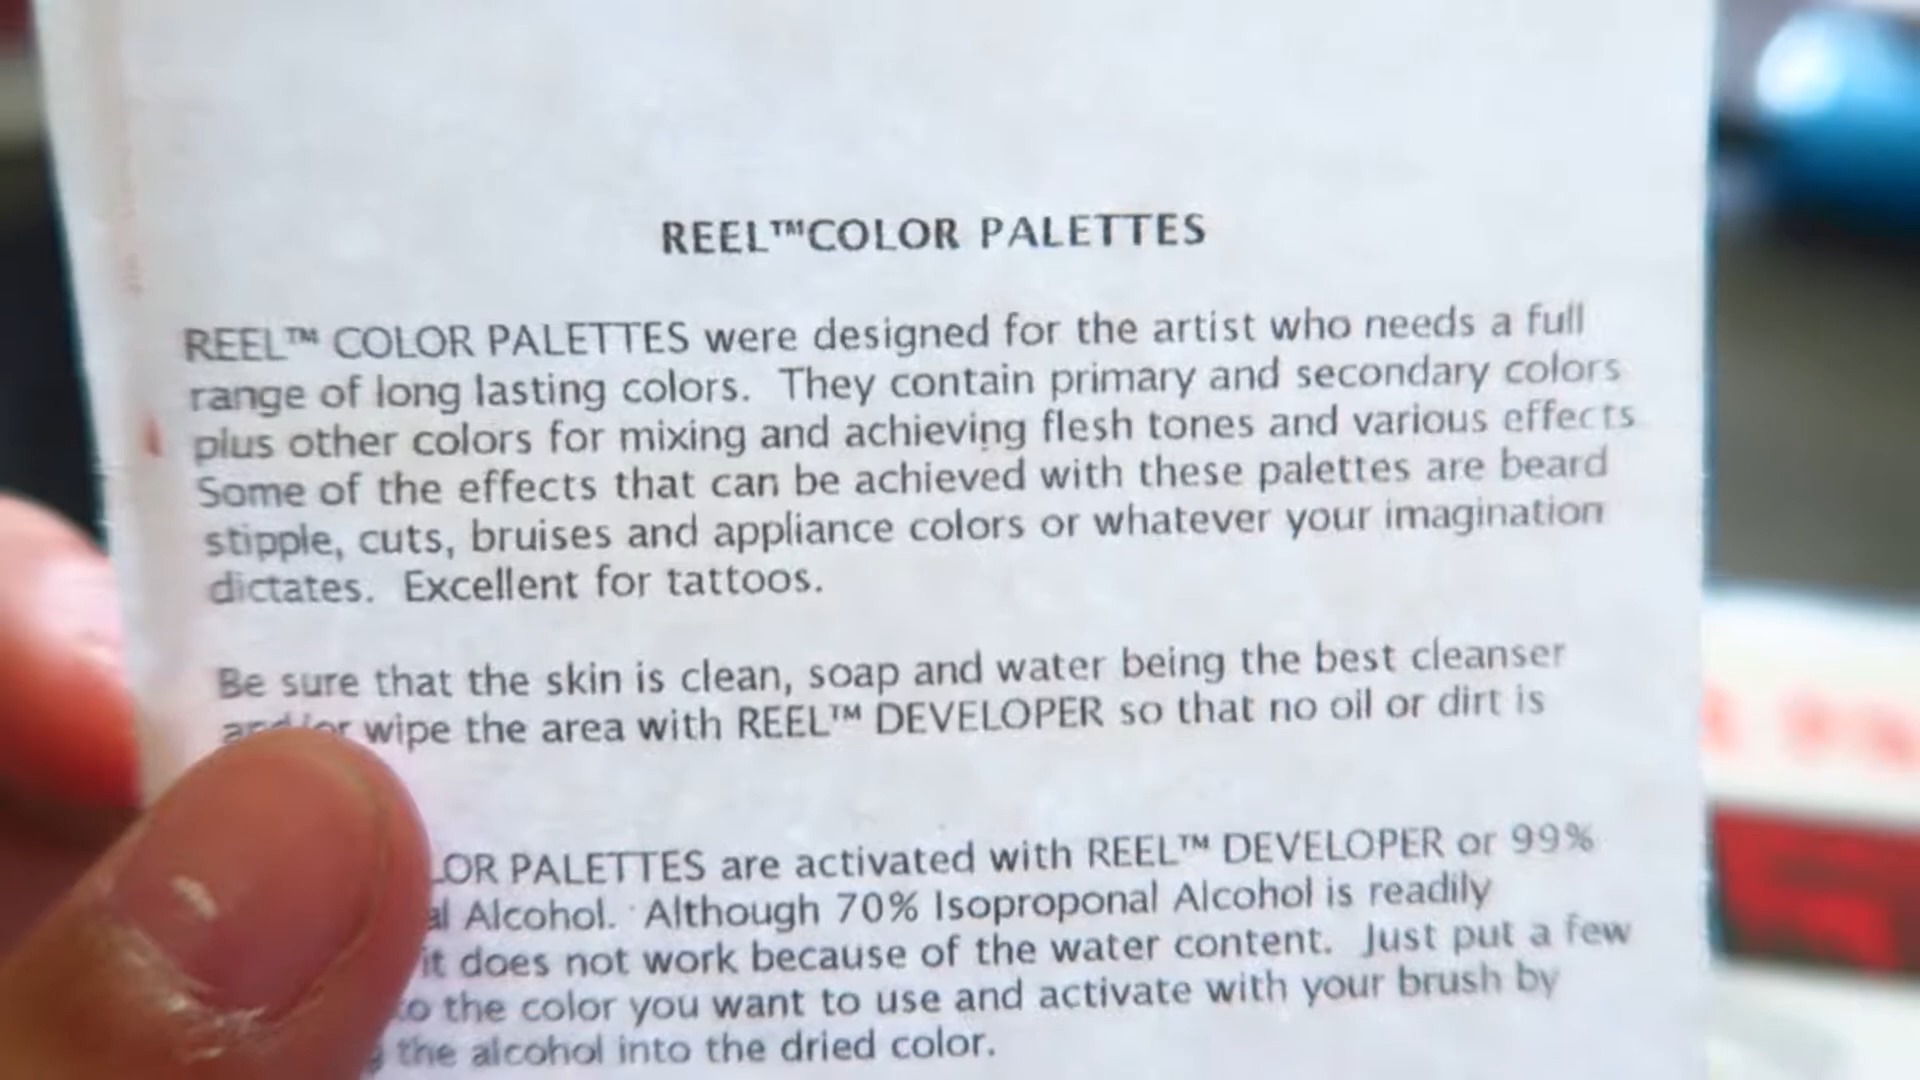 REEL™COLOR PALETTES
REEL™ COLOR PALETTES were designed for the artist who needs a full
range of long lasting colors. They contain primary and secondary colors
plus other colors for mixing and achieving flesh tones and various effects
Some of the effects that can be achieved with these palettes are beard
stipple, cuts, bruises and appliance colors or whatever your imagination
dictates. Excellent for tattoos.
Be sure that the skin is clean, soap and water being the best cleanser
and/or wipe the area with REEL™ DEVELOPER so that no oil or dirt is
LOR PALETTES are activated with REEL™ DEVELOPER or 99%
al Alcohol. Although 70% Isoproponal Alcohol is readily
it does not work because of the water content. Just put a few
to the color you want to use and activate with your brush by
the alcohol into the dried color.